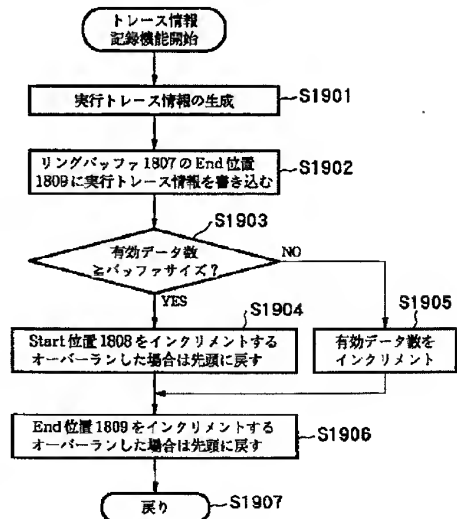 トレース情報
記録機能開始
実行トレース情報の生成
S1901
リングバッファ1807のEnd位置
1809に実行トレース情報を書き込む
S1902
S1903
有効データ数
≧バッファサイズ?
NO
YES
S1904
S1905
Start位置1808をインクリメントする
オーバーランした場合は先頭に戻す
有効データ数を
インクリメント
End位置1809をインクリメントする
オーバーランした場合は先頭に戻す
S1906
戻り
S1907